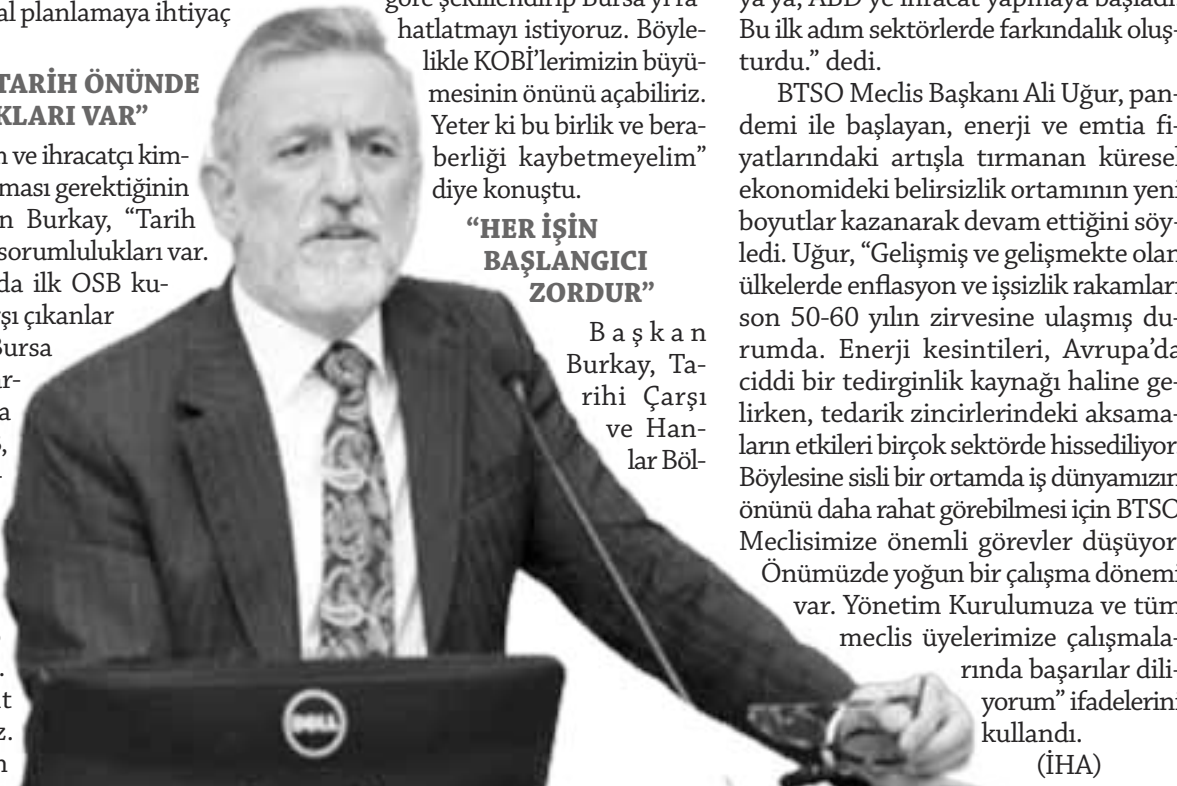 al planlamaya ihtiyaç
TARİH ÖNÜNDE
KLARI VAR”
n ve ihracatçı kim-
ması gerektiğinin
n Burkay, “Tarih
sorumlulukları var.
da ilk OSB ku-
şı çıkanlar
Bursa
ar-
a
-
.
t
z.
n
göre şekillendirip Bursa’yı ra-
hatlatmayı istiyoruz. Böyle-
likle KOBİ’lerimizin büyü-
mesinin önünü açabiliriz.
Yeter ki bu birlik ve bera-
berliği kaybetmeyelim”
diye konuştu.
“HER İŞİN
BAŞLANGICI
ZORDUR”
Başkan
Burkay, Ta-
rihi Çarşı
ve Han-
lar Böl-
ya’ya, ABD’ye ihracat yapmaya başladı.
Bu ilk adım sektörlerde farkındalık oluş-
turdu.” dedi.
BTSO Meclis Başkanı Ali Uğur, pan-
demi ile başlayan, enerji ve emtia fi-
yatlarındaki artışla tırmanan küresel
ekonomideki belirsizlik ortamının yeni
boyutlar kazanarak devam ettiğini söy-
ledi. Uğur, “Gelişmiş ve gelişmekte olan
ülkelerde enflasyon ve işsizlik rakamları
son 50-60 yılın zirvesine ulaşmış du-
rumda. Enerji kesintileri, Avrupa’da
ciddi bir tedirginlik kaynağı haline ge-
lirken, tedarik zincirlerindeki aksama-
ların etkileri birçok sektörde hissediliyor.
Böylesine sisli bir ortamda iş dünyamızın
önünü daha rahat görebilmesi için BTSO
Meclisimize önemli görevler düşüyor.
Önümüzde yoğun bir çalışma dönemi
var. Yönetim Kurulumuza ve tüm
meclis üyelerimize çalışmala-
rında başarılar dili-
yorum” ifadelerini
kullandı.
(İHA)
DELL